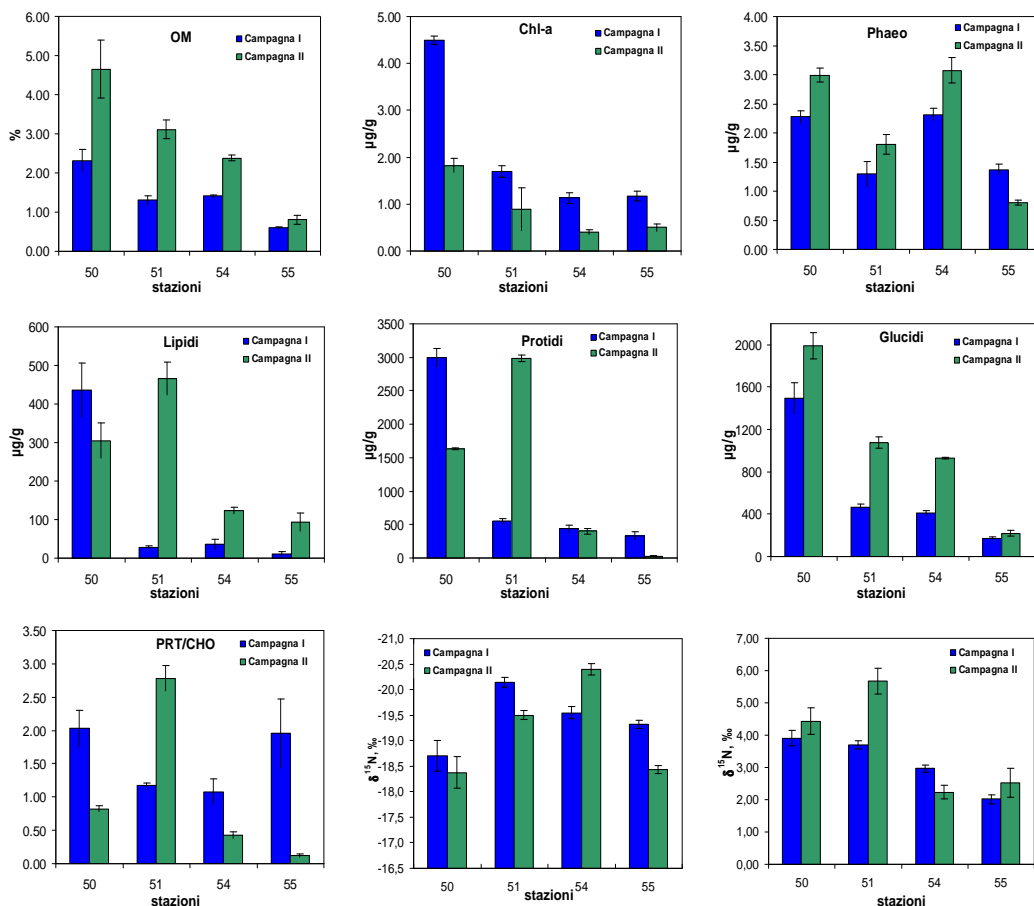 OM
Campagna I
Campagna II
6.00
5.00
4.00
3.00
2.00
1.00
0.00
%
50 51 54 55
stazioni
Chl-a
Campagna I
Campagna II
5.00
4.00
3.00
2.00
1.00
0.00
µg/g
50 51 54 55
stazioni
Phaeo
Campagna I
Campagna II
4.00
3.50
3.00
2.50
2.00
1.50
1.00
0.50
0.00
µg/g
50 51 54 55
stazioni
Lipidi
Campagna I
Campagna II
600
500
400
300
200
100
0
µg/g
50 51 54 55
stazioni
Protidi
Campagna I
Campagna II
3500
3000
2500
2000
1500
1000
500
0
µg/g
50 51 54 55
stazioni
Glucidi
Campagna I
Campagna II
2000
1600
1200
800
400
0
µg/g
50 51 54 55
stazioni
PRT/CHO
Campagna I
Campagna II
3.50
3.00
2.50
2.00
1.50
1.00
0.50
0.00
50 51 54 55
stazioni
Campagna I
Campagna II
-21,0
-20,5
-20,0
-19,5
-19,0
-18,5
-18,0
-17,5
-17,0
-16,5
δ 15N, ‰
50 51 54 55
stazioni
Campagna I
Campagna II
7,00
6,00
5,00
4,00
3,00
2,00
1,00
0,00
δ 15N, ‰
50 51 54 55
stazioni